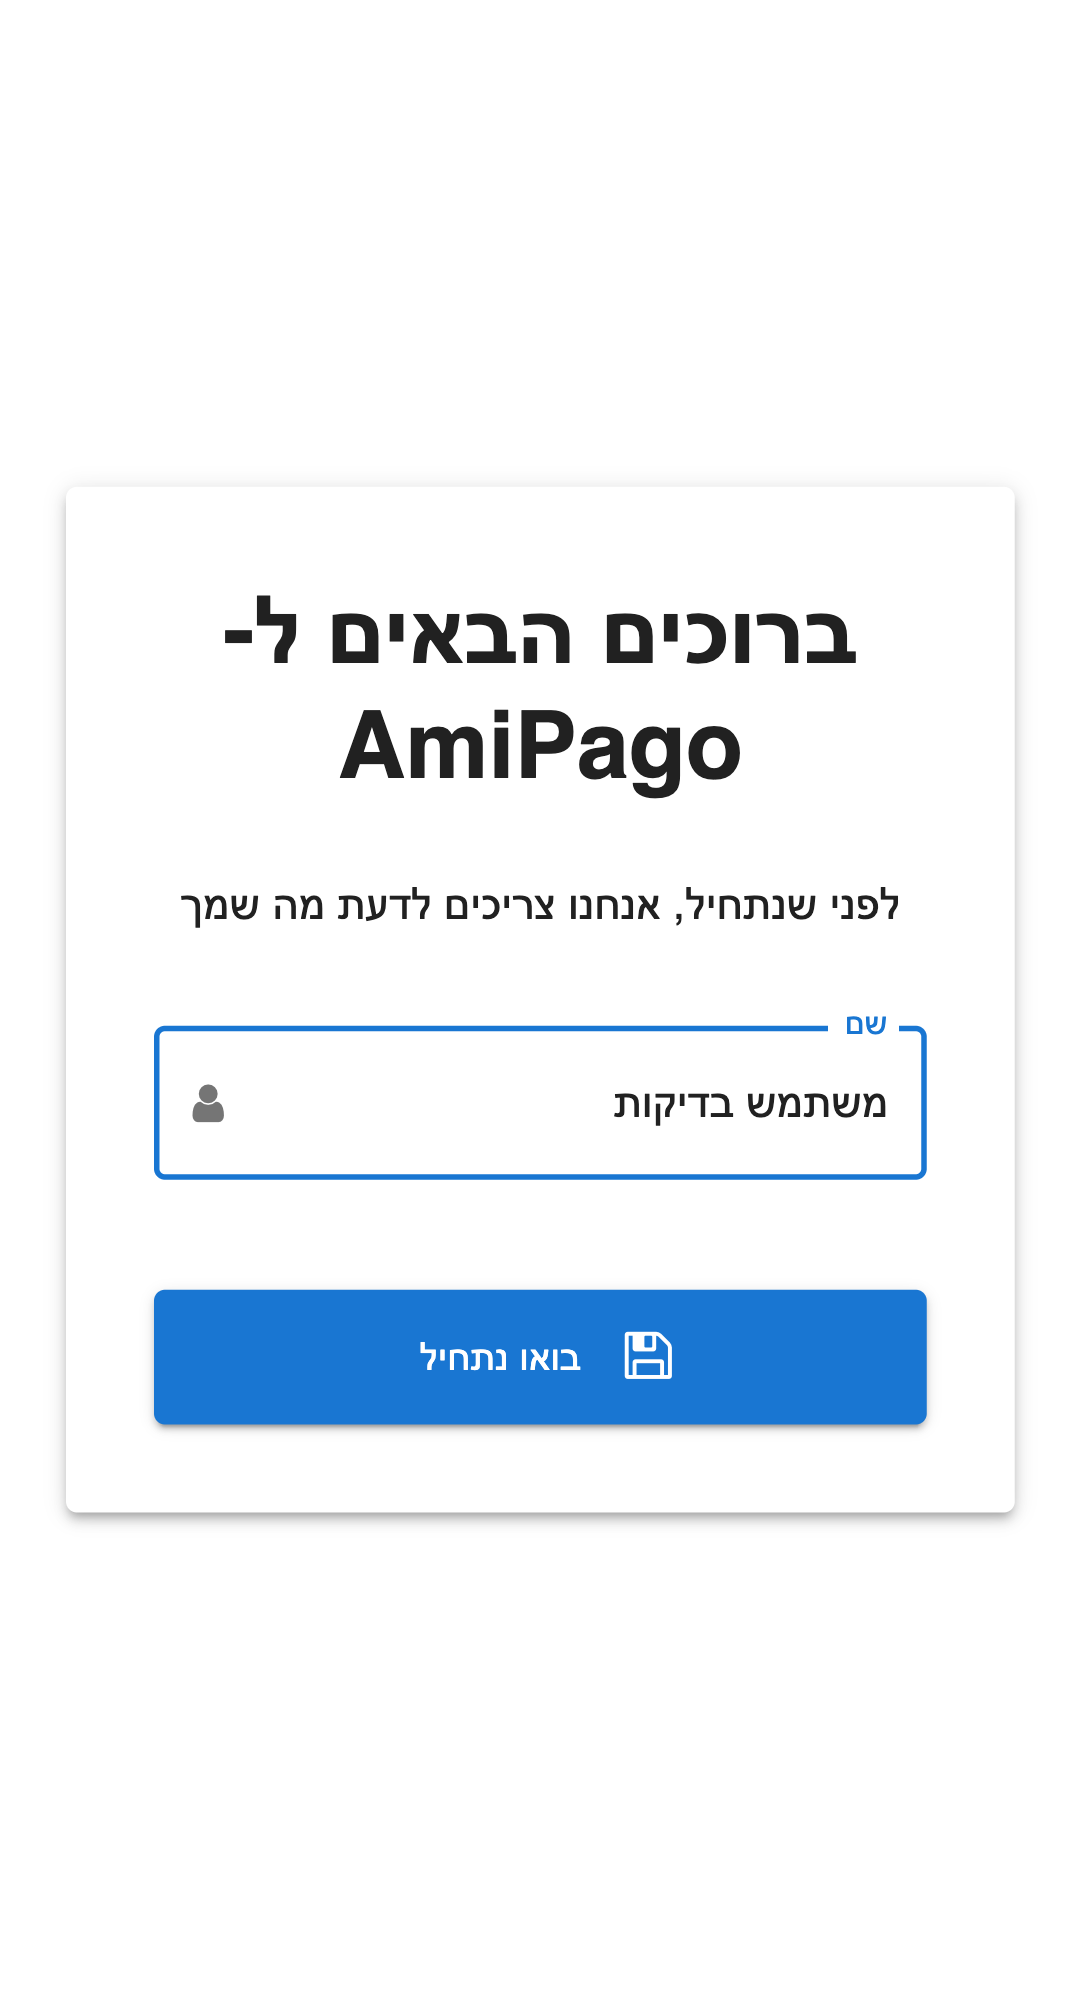 ברוכים הבאים ל-
AmiPago
לפני שנתחיל, אנחנו צריכים לדעת מה שמך
שם
משתמש בדיקות
בואו נתחיל